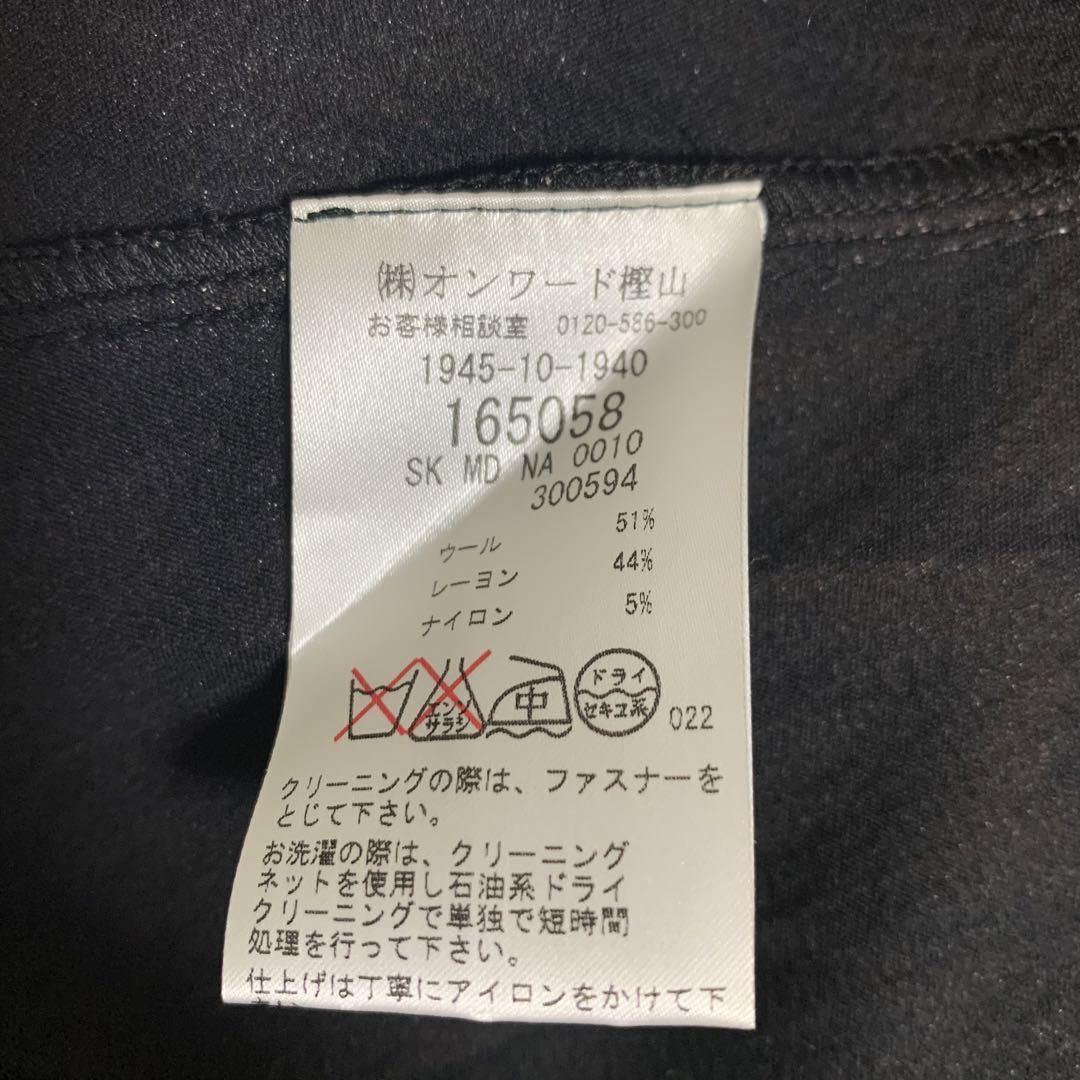 ㈱オンワード樫山
お客様相談室 0120-586-300
1945-10-1940
165058
SK MD NA 0010
300594
ウール 51%
レーヨン 44%
ナイロン 5%
エンソサラシ 中 ドライ セキユ系 022
クリーニングの際は、ファスナーを
とじて下さい。
お洗濯の際は、クリーニング
ネットを使用し石油系ドライ
クリーニングで単独で短時間
処理を行って下さい。
仕上げは丁寧にアイロンをかけて下